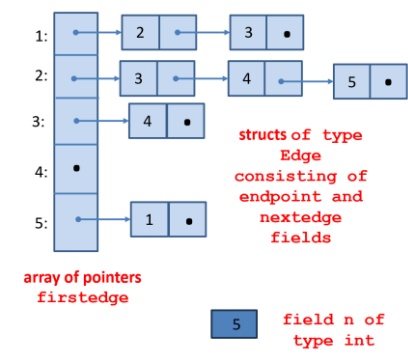 1: 2 3
2: 3 4 5
3: 4
structs of type
Edge
consisting of
endpoint and
nextedge
fields
4:
5: 1
array of pointers
firstedge
5 field n of
type int